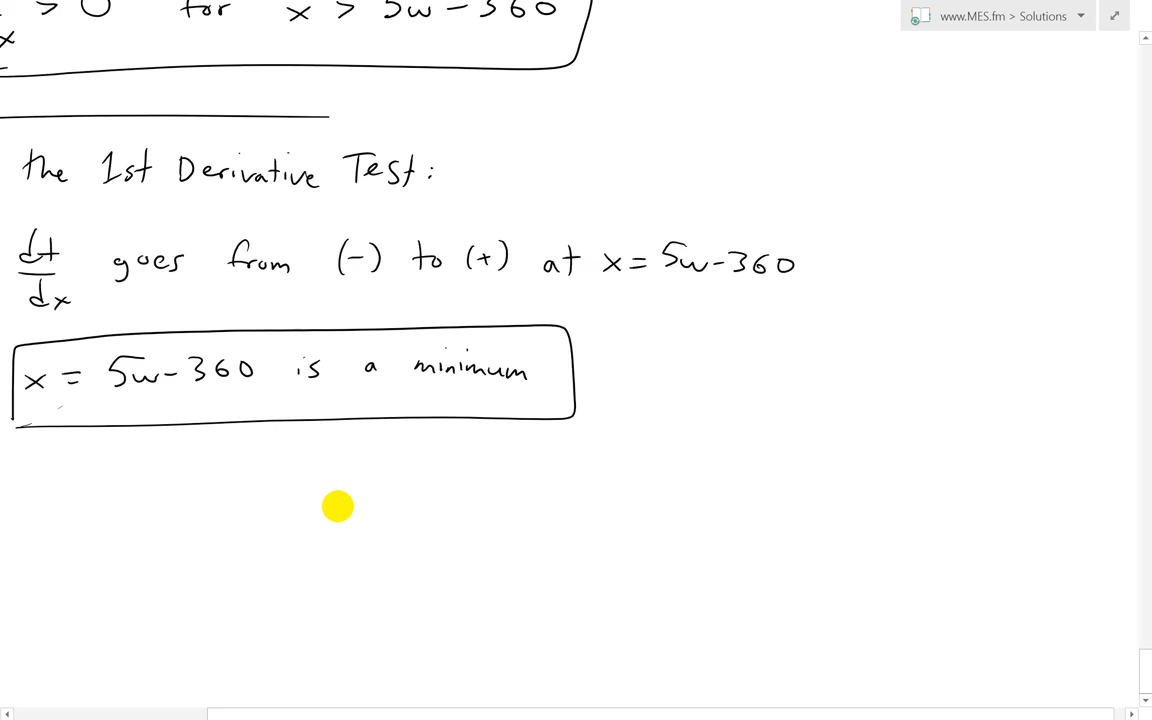 > 0 for x > 5w - 360
x
www.MES.fm > Solutions
the 1st Derivative Test:
dt/dx goes from (-) to (+) at x = 5w - 360
x = 5w - 360 is a minimum